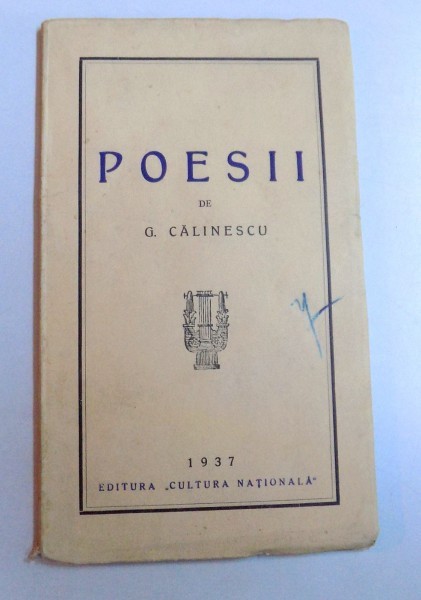 POESII
DE
G. CĂLINESCU
1937
EDITURA „CULTURA NAȚIONALĂ"